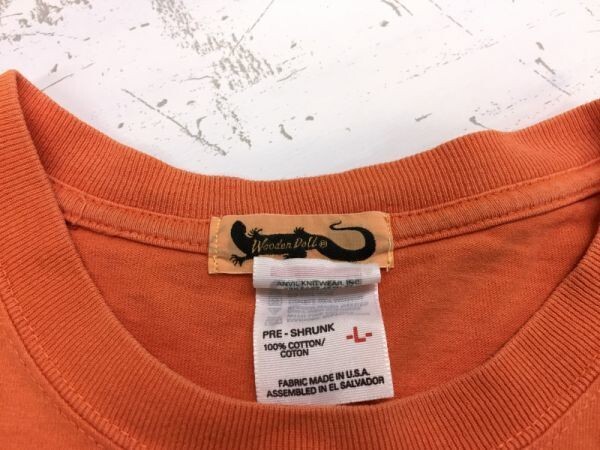 Wooden Doll®
ANVIL KNITWEAR, INC
PRE - SHRUNK
-L-
100% COTTON/
COTON
FABRIC MADE IN U.S.A.
ASSEMBLED IN EL SALVADOR